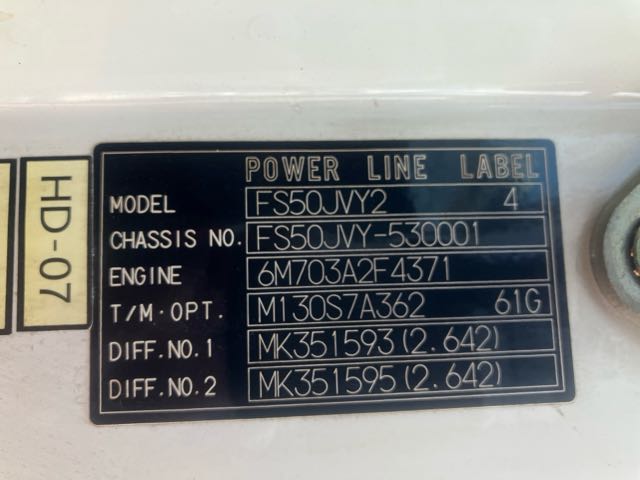 POWER LINE LABEL
MODEL FS50JVY2 4
CHASSIS NO. FS50JVY-530001
ENGINE 6M703A2F4371
T/M·OPT. M130S7A362 61G
DIFF.NO.1 MK351593(2.642)
DIFF.NO.2 MK351595(2.642)
HD-07